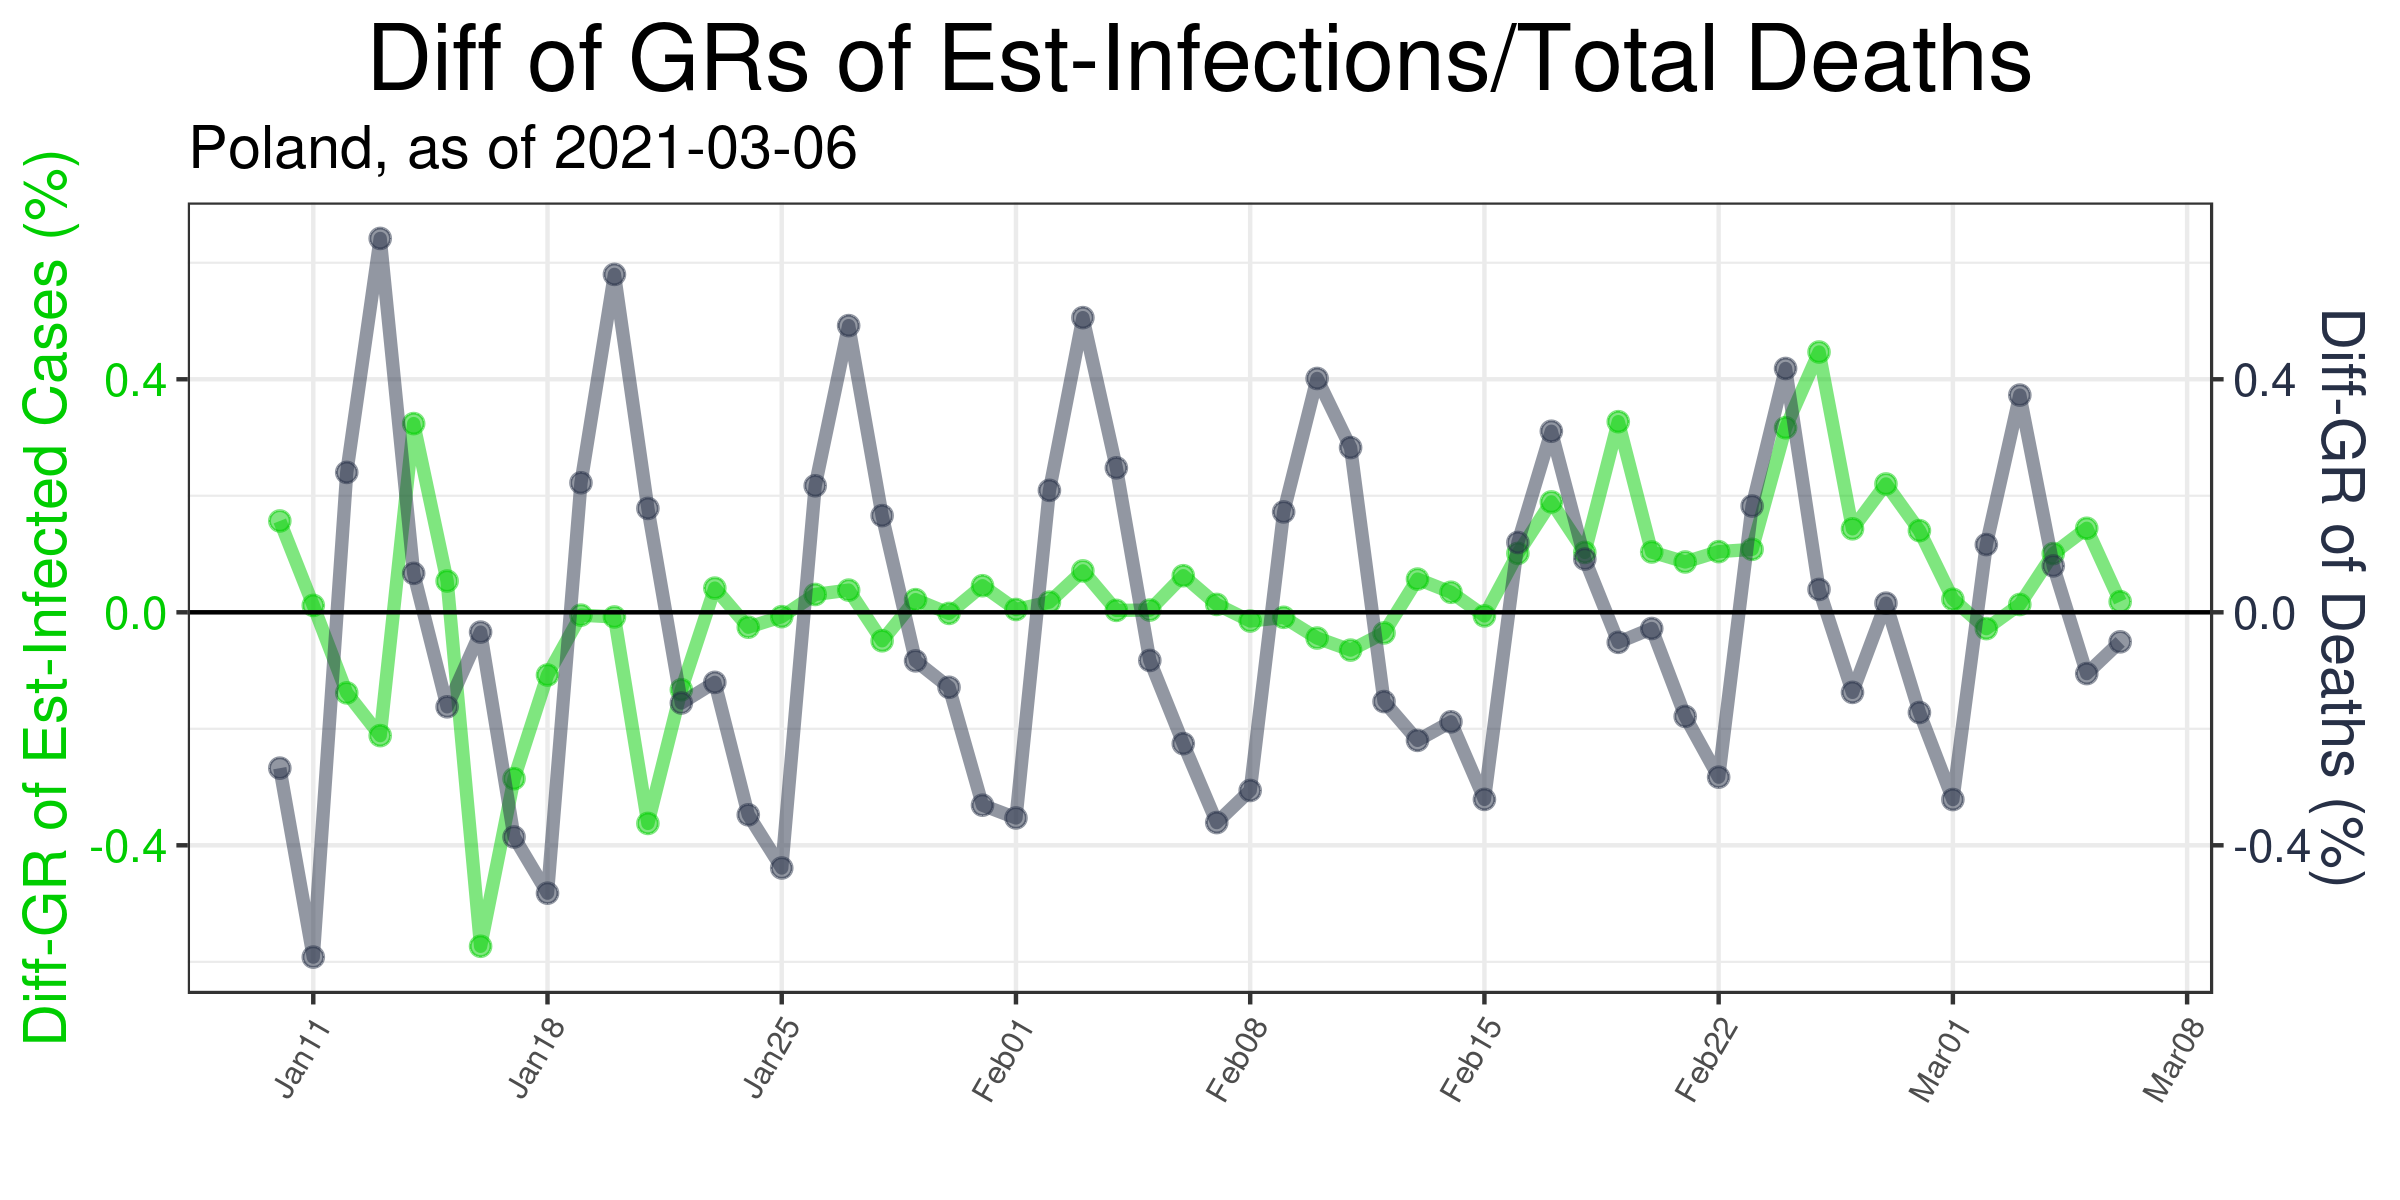 Diff of GRs of Est-Infections/Total Deaths
Poland, as of 2021-03-06
Diff-GR of Est-Infected Cases (%)
0.4
0.0
-0.4
0.4
0.0
-0.4
Diff-GR of Deaths (%)
Jan11
Jan18
Jan25
Feb01
Feb08
Feb15
Feb22
Mar01
Mar08